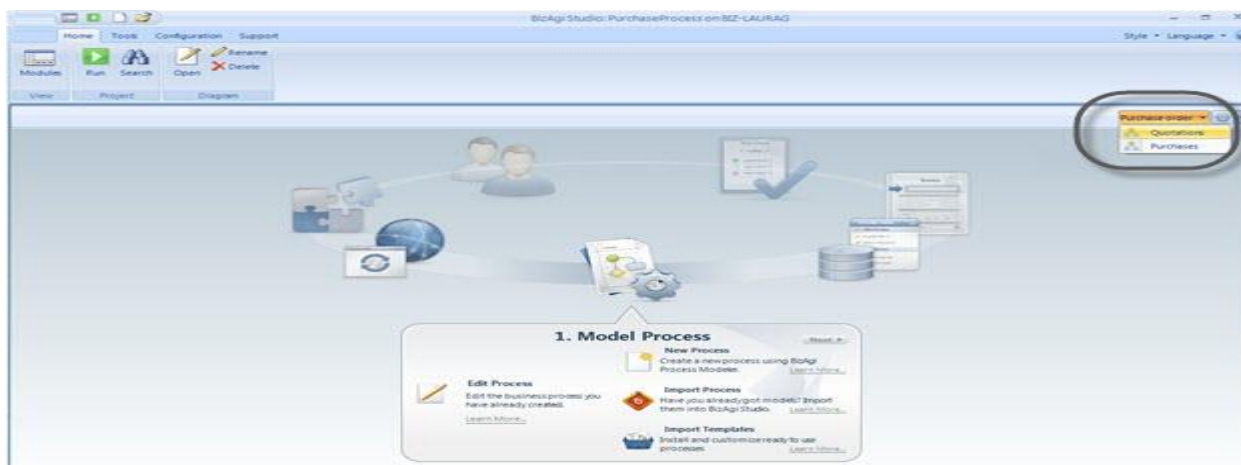 BizAgi Studio: PurchaseProcess on BIZ-LAURAG
Home Tools Configuration Support
Style Language
Modules Run Search Open Rename
Delete
View Project Diagram
Purchase order
Quotations
Purchases
1. Model Process
Next
New Process
Create a new process using BizAgi
Process Modeler. Learn More...
Edit Process
Edit the business process you
have already created.
Learn More...
Import Process
Have you already got models? Import
them into BizAgi Studio. Learn More...
Import Templates
Install and customize ready to use
processes Learn More...